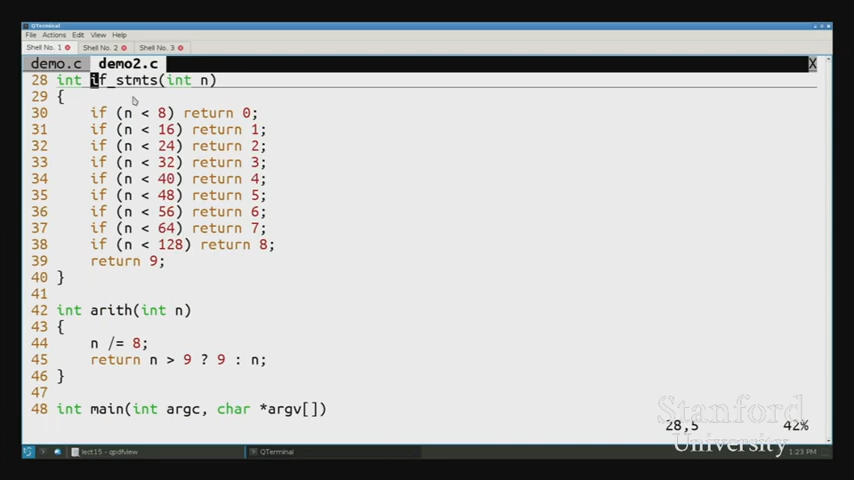 QTerminal
File Actions Edit View Help
Shell No. 1 Shell No. 2 Shell No. 3
demo.c demo2.c X
28 int if_stmts(int n)
29 {
30 if (n < 8) return 0;
31 if (n < 16) return 1;
32 if (n < 24) return 2;
33 if (n < 32) return 3;
34 if (n < 40) return 4;
35 if (n < 48) return 5;
36 if (n < 56) return 6;
37 if (n < 64) return 7;
38 if (n < 128) return 8;
39 return 9;
40 }
41
42 int arith(int n)
43 {
44 n /= 8;
45 return n > 9 ? 9 : n;
46 }
47
48 int main(int argc, char *argv[])
28,5 42%
Stanford
University
lect15 - qpdfview QTerminal 1:23 PM